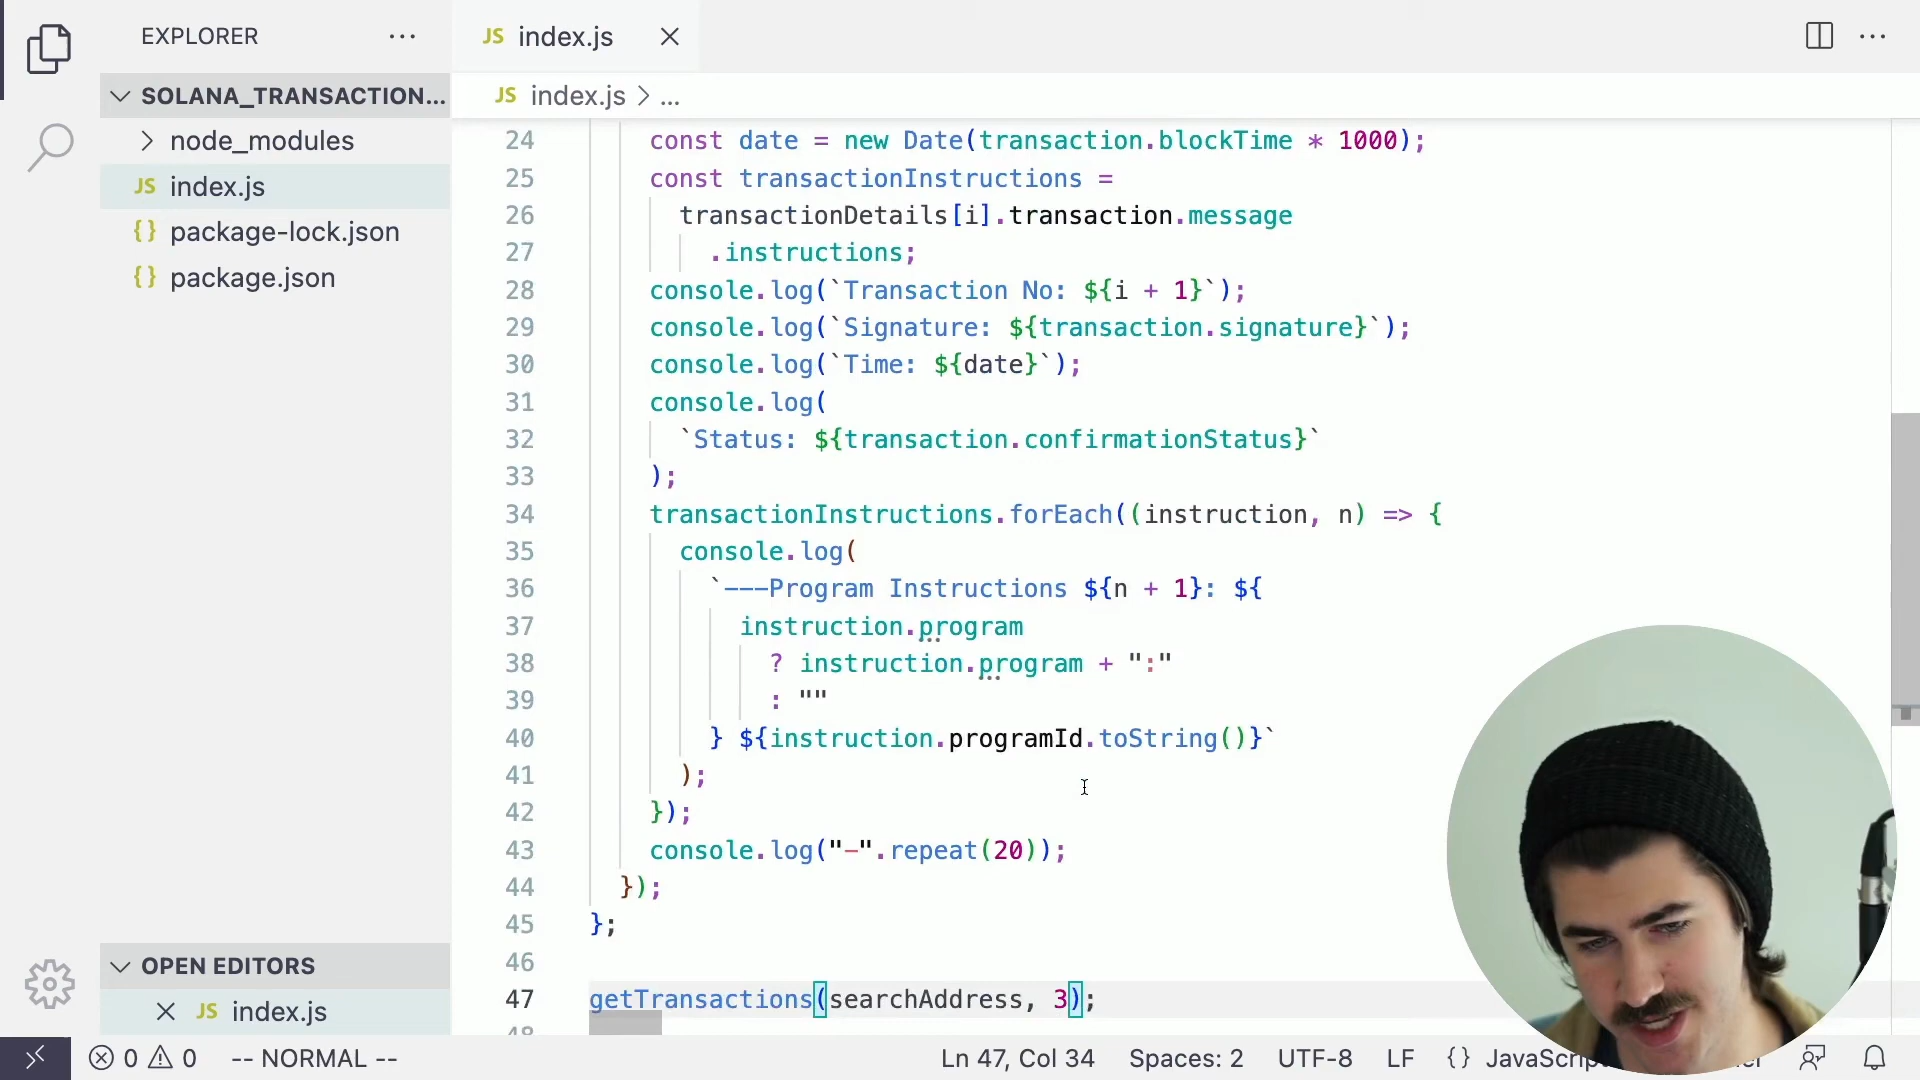 EXPLORER
SOLANA_TRANSACTION...
node_modules
JS index.js
{} package-lock.json
{} package.json
OPEN EDITORS
JS index.js
JS index.js
JS index.js > ...
24 const date = new Date(transaction.blockTime * 1000);
25 const transactionInstructions =
26 transactionDetails[i].transaction.message
27 .instructions;
28 console.log(`Transaction No: ${i + 1}`);
29 console.log(`Signature: ${transaction.signature}`);
30 console.log(`Time: ${date}`);
31 console.log(
32 `Status: ${transaction.confirmationStatus}`
33 );
34 transactionInstructions.forEach((instruction, n) => {
35 console.log(
36 `---Program Instructions ${n + 1}: ${
37 instruction.program
38 ? instruction.program + ":"
39 : ""
40 } ${instruction.programId.toString()}`
41 );
42 });
43 console.log("-".repeat(20));
44 });
45 };
46
47 getTransactions(searchAddress, 3);
48
0 0 -- NORMAL -- Ln 47, Col 34 Spaces: 2 UTF-8 LF {}